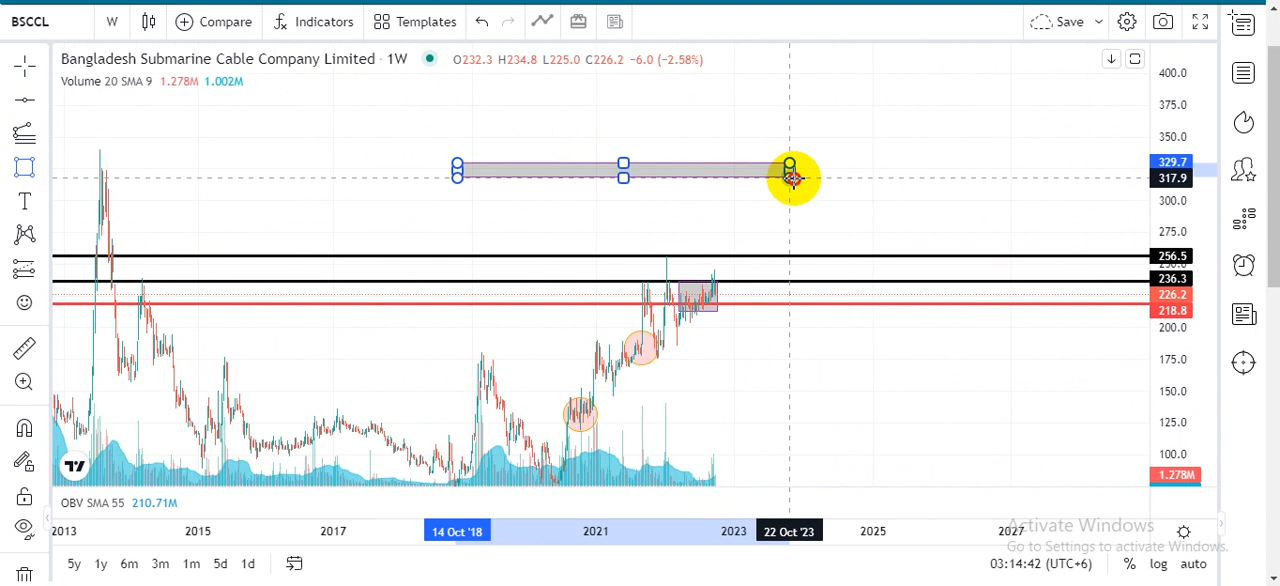 BSCCL W Compare Indicators Templates Save
Bangladesh Submarine Cable Company Limited · 1W O232.3 H234.8 L225.0 C226.2 −6.0 (−2.58%)
Volume 20 SMA 9 1.278M 1.002M
400.0
375.0
350.0
329.7
317.9
300.0
275.0
256.5
236.3
226.2
218.8
200.0
175.0
150.0
125.0
100.0
1.278M
OBV SMA 55 210.71M
2013 2015 2017 14 Oct '18 2021 2023 22 Oct '23 2025 2027
Activate Windows
Go to Settings to activate Windows.
5y 1y 6m 3m 1m 5d 1d 03:14:42 (UTC+6) % log auto